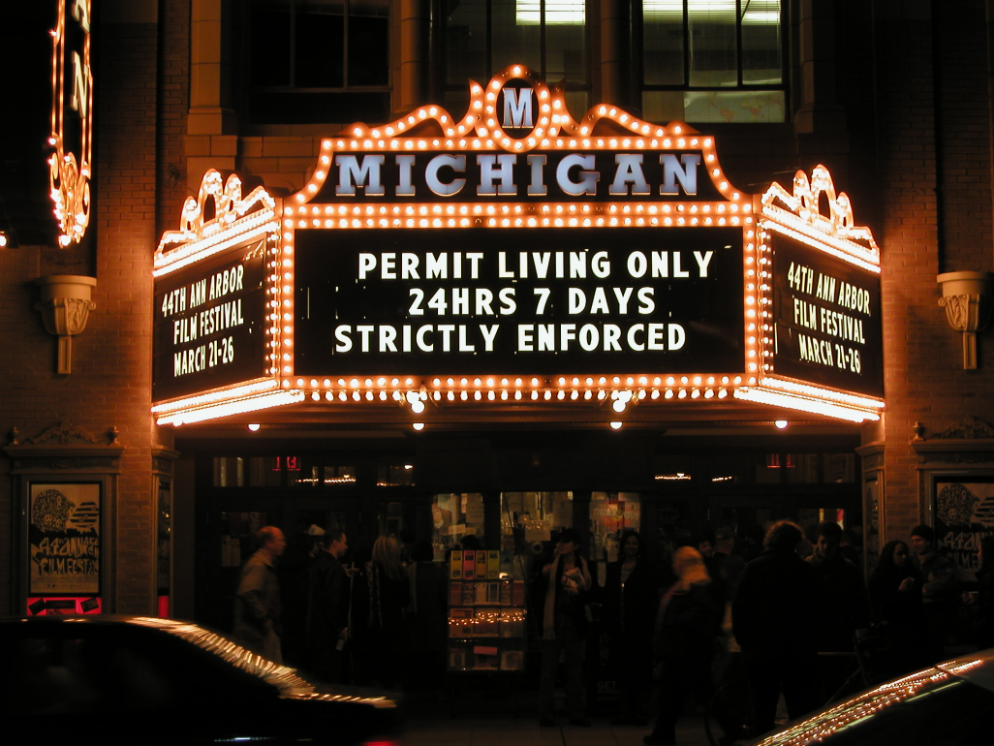 M
MICHIGAN
PERMIT LIVING ONLY
24HRS 7 DAYS
STRICTLY ENFORCED
44TH ANN ARBOR
FILM FESTIVAL
MARCH 21-26
44TH ANN ARBOR
FILM FESTIVAL
MARCH 21-26